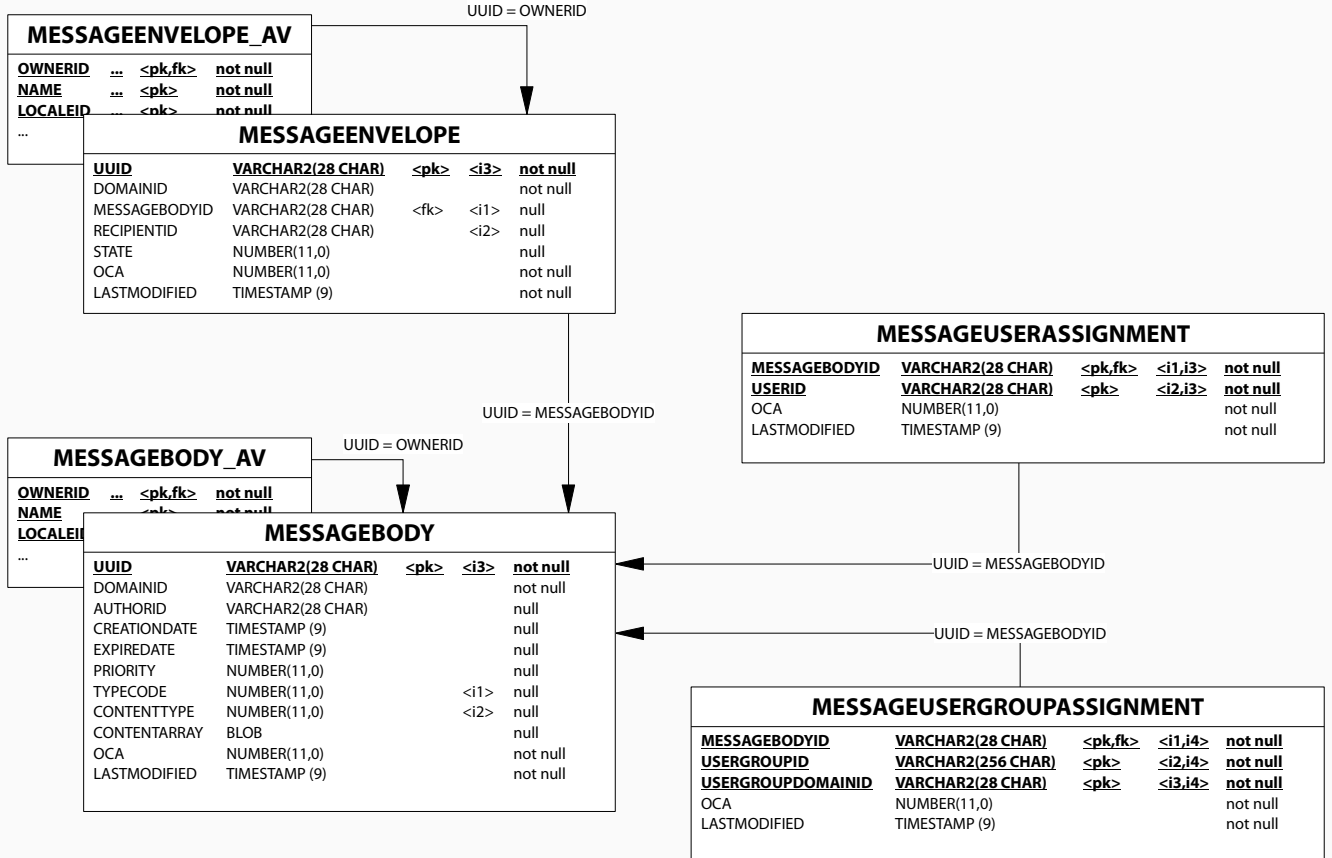 UUID = OWNERID
MESSAGEENVELOPE_AV
OWNERID ... <pk,fk> not null
NAME ... <pk> not null
LOCALEID ... <pk> not null
...
MESSAGEENVELOPE
UUID VARCHAR2(28 CHAR) <pk> <i3> not null
DOMAINID VARCHAR2(28 CHAR) not null
MESSAGEBODYID VARCHAR2(28 CHAR) <fk> <i1> null
RECIPIENTID VARCHAR2(28 CHAR) <i2> null
STATE NUMBER(11,0) null
OCA NUMBER(11,0) not null
LASTMODIFIED TIMESTAMP (9) not null
MESSAGEUSERASSIGNMENT
MESSAGEBODYID VARCHAR2(28 CHAR) <pk,fk> <i1,i3> not null
USERID VARCHAR2(28 CHAR) <pk> <i2,i3> not null
OCA NUMBER(11,0) not null
LASTMODIFIED TIMESTAMP (9) not null
UUID = MESSAGEBODYID
UUID = OWNERID
MESSAGEBODY_AV
OWNERID ... <pk,fk> not null
NAME <pk> not null
LOCALEI
...
MESSAGEBODY
UUID VARCHAR2(28 CHAR) <pk> <i3> not null
DOMAINID VARCHAR2(28 CHAR) not null
AUTHORID VARCHAR2(28 CHAR) null
CREATIONDATE TIMESTAMP (9) null
EXPIREDATE TIMESTAMP (9) null
PRIORITY NUMBER(11,0) null
TYPECODE NUMBER(11,0) <i1> null
CONTENTTYPE NUMBER(11,0) <i2> null
CONTENTARRAY BLOB null
OCA NUMBER(11,0) not null
LASTMODIFIED TIMESTAMP (9) not null
UUID = MESSAGEBODYID
UUID = MESSAGEBODYID
MESSAGEUSERGROUPASSIGNMENT
MESSAGEBODYID VARCHAR2(28 CHAR) <pk,fk> <i1,i4> not null
USERGROUPID VARCHAR2(256 CHAR) <pk> <i2,i4> not null
USERGROUPDOMAINID VARCHAR2(28 CHAR) <pk> <i3,i4> not null
OCA NUMBER(11,0) not null
LASTMODIFIED TIMESTAMP (9) not null